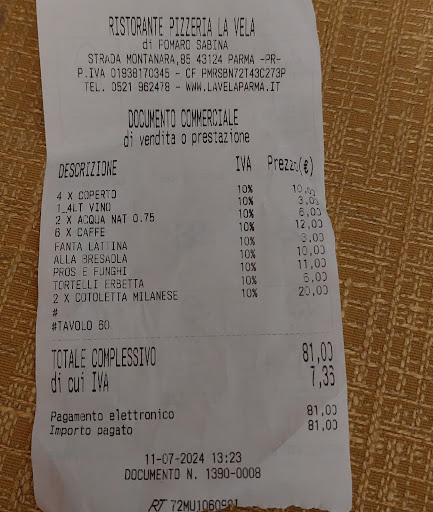 RISTORANTE PIZZERIA LA VELA
di POMARO SABINA
STRADA MONTANARA,85 43124 PARMA -PR-
P.IVA 01938170345 - CF PMRSBN72T43C273P
TEL. 0521 962478 - WWW.LAVELAPARMA.IT
DOCUMENTO COMMERCIALE
di vendita o prestazione
DESCRIZIONE IVA Prezzo(€)
4 X COPERTO 10% 10,00
1_4LT VINO 10% 3,00
2 X ACQUA NAT 0.75 10% 6,00
6 X CAFFE 10% 12,00
FANTA LATTINA 10% 3,00
ALLA BRESAOLA 10% 10,00
PROS E FUNGHI 10% 11,00
TORTELLI ERBETTA 10% 6,00
2 X COTOLETTA MILANESE 10% 20,00
#
#TAVOLO 60
TOTALE COMPLESSIVO 81,00
di cui IVA 7,36
Pagamento elettronico 81,00
Importo pagato 81,00
11-07-2024 13:23
DOCUMENTO N. 1390-0008
RT